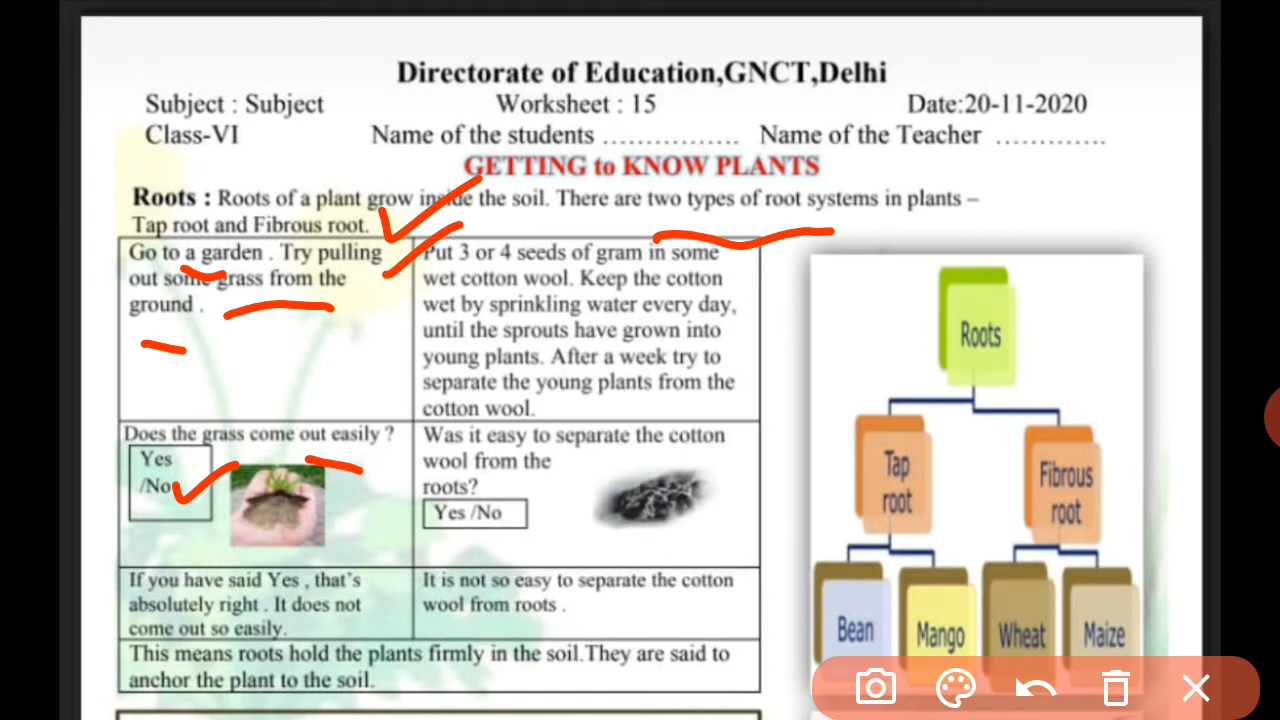 Directorate of Education,GNCT,Delhi
Subject : Subject Worksheet : 15 Date:20-11-2020
Class-VI Name of the students ................ Name of the Teacher .............
GETTING to KNOW PLANTS
Roots : Roots of a plant grow inside the soil. There are two types of root systems in plants –
Tap root and Fibrous root.
Go to a garden . Try pulling
out some grass from the
ground .
Put 3 or 4 seeds of gram in some
wet cotton wool. Keep the cotton
wet by sprinkling water every day,
until the sprouts have grown into
young plants. After a week try to
separate the young plants from the
cotton wool.
Does the grass come out easily ?
Yes
/No
Was it easy to separate the cotton
wool from the
roots?
Yes /No
If you have said Yes , that's
absolutely right . It does not
come out so easily.
It is not so easy to separate the cotton
wool from roots .
This means roots hold the plants firmly in the soil.They are said to
anchor the plant to the soil.
Roots
Tap
root
Fibrous
root
Bean
Mango
Wheat
Maize